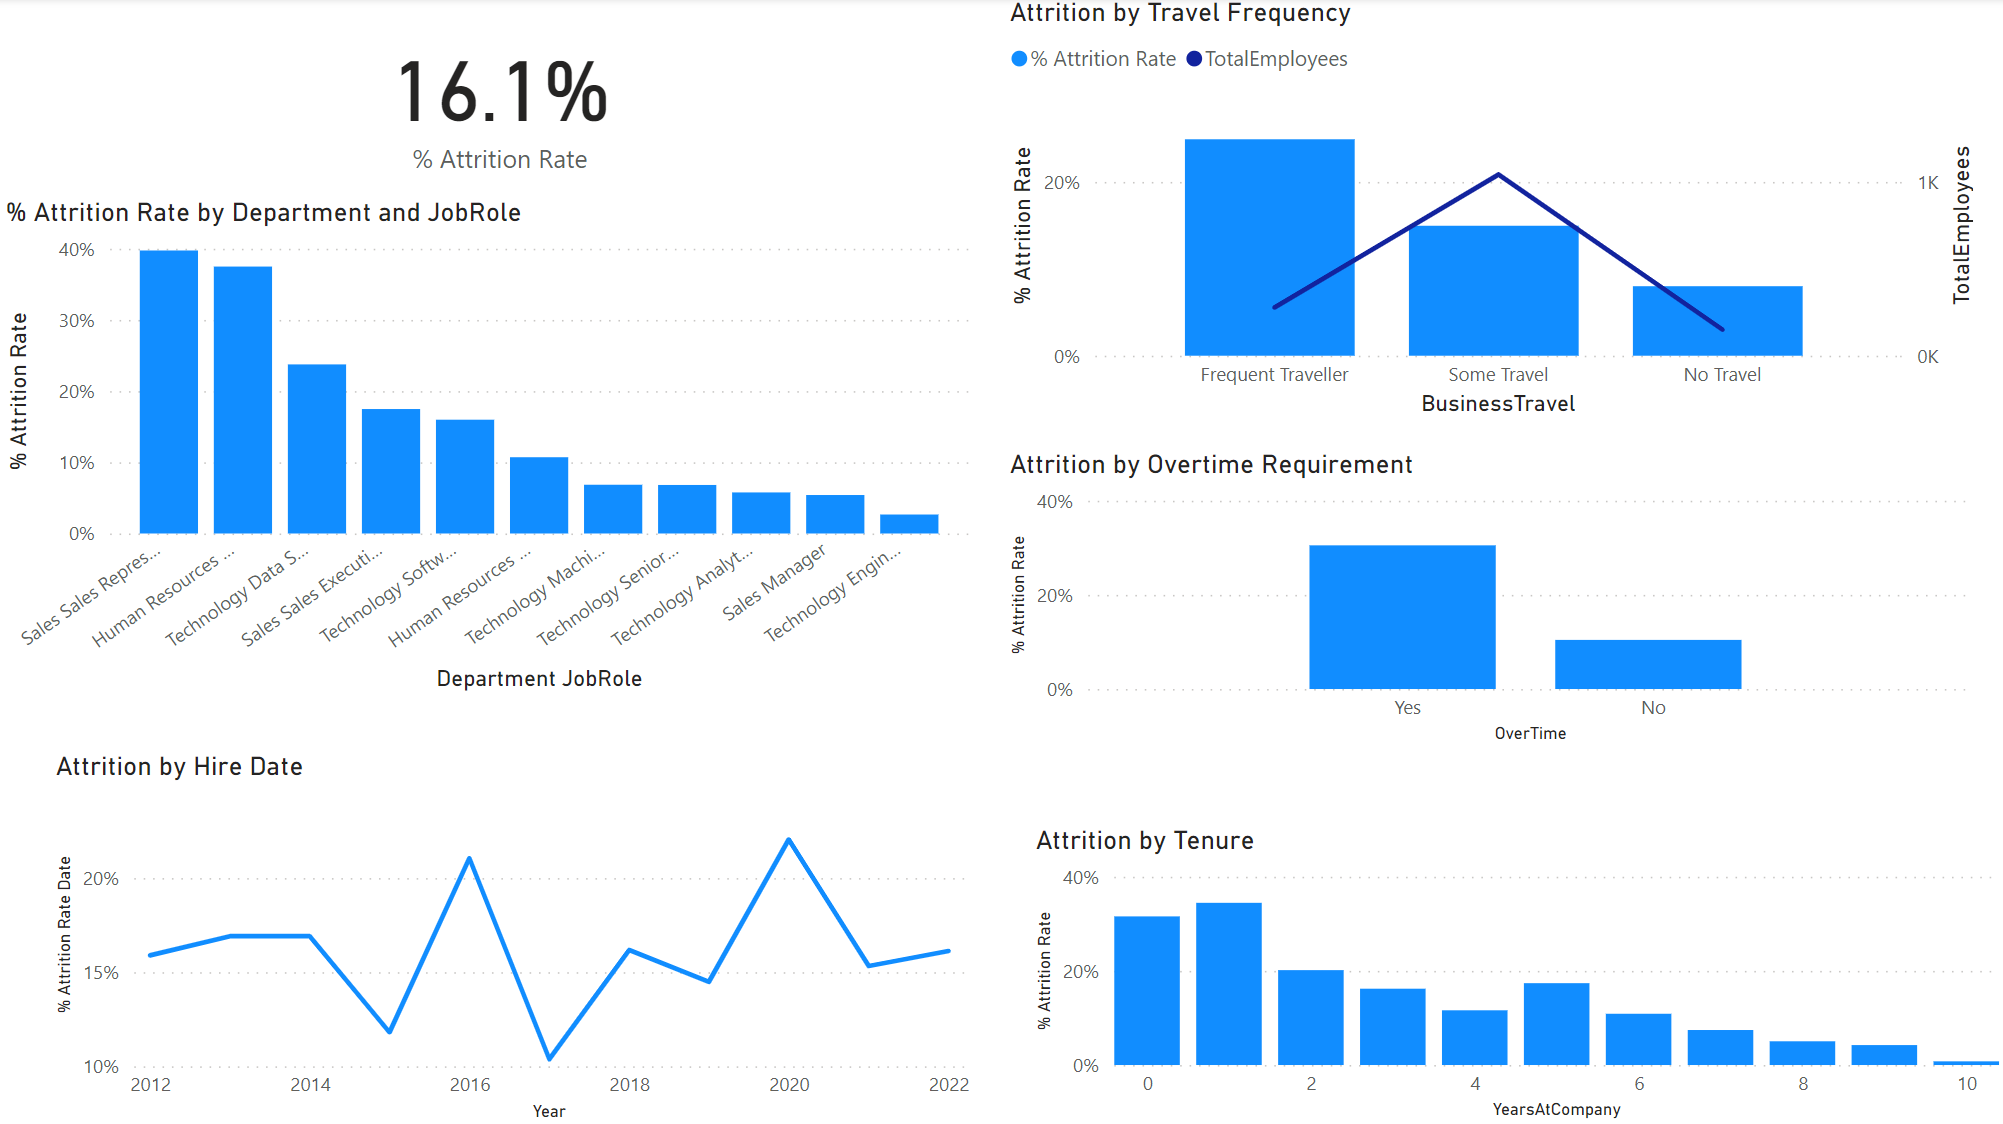 16.1%
% Attrition Rate
% Attrition Rate by Department and JobRole
% Attrition Rate
40%
30%
20%
10%
0%
Sales Sales Repres...
Human Resources ...
Technology Data S...
Sales Sales Executi...
Technology Softw...
Human Resources ...
Technology Machi...
Technology Senior...
Technology Analyt...
Sales Manager
Technology Engin...
Department JobRole
Attrition by Travel Frequency
% Attrition Rate TotalEmployees
% Attrition Rate
TotalEmployees
20%
0%
1K
0K
Frequent Traveller
Some Travel
No Travel
BusinessTravel
Attrition by Overtime Requirement
% Attrition Rate
40%
20%
0%
Yes
No
OverTime
Attrition by Hire Date
% Attrition Rate Date
20%
15%
10%
2012
2014
2016
2018
2020
2022
Year
Attrition by Tenure
% Attrition Rate
40%
20%
0%
0
2
4
6
8
10
YearsAtCompany